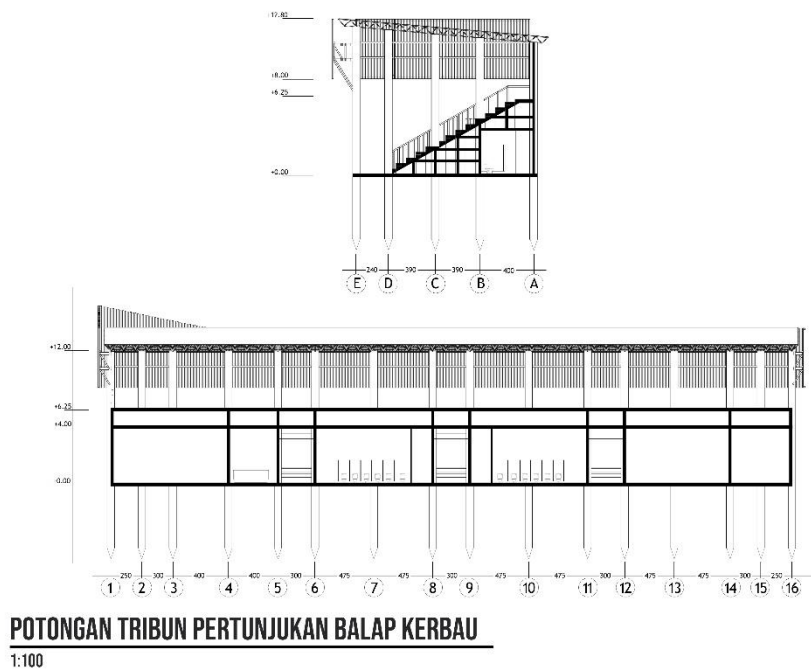 +17.80
+8.00
+6.25
+0.00
240 390 390 400
E D C B A
+12.00
+6.25
+4.00
0.00
250 300 400 400 300 475 475 300 475 475 300 475 475 300 250
1 2 3 4 5 6 7 8 9 10 11 12 13 14 15 16
POTONGAN TRIBUN PERTUNJUKAN BALAP KERBAU
1:100